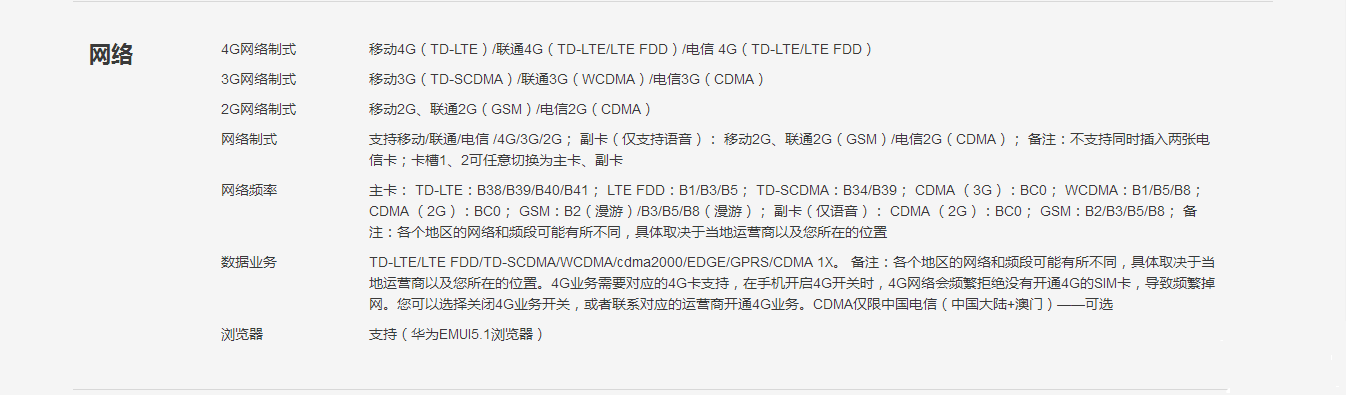 网络
4G网络制式 移动4G（TD-LTE）/联通4G（TD-LTE/LTE FDD）/电信 4G（TD-LTE/LTE FDD）
3G网络制式 移动3G（TD-SCDMA）/联通3G（WCDMA）/电信3G（CDMA）
2G网络制式 移动2G、联通2G（GSM）/电信2G（CDMA）
网络制式 支持移动/联通/电信 /4G/3G/2G； 副卡（仅支持语音）： 移动2G、联通2G（GSM）/电信2G（CDMA）； 备注：不支持同时插入两张电
信卡；卡槽1、2可任意切换为主卡、副卡
网络频率 主卡： TD-LTE：B38/B39/B40/B41； LTE FDD：B1/B3/B5； TD-SCDMA：B34/B39； CDMA （3G）：BC0； WCDMA：B1/B5/B8；
CDMA （2G）：BC0； GSM：B2（漫游）/B3/B5/B8（漫游）； 副卡（仅语音）： CDMA （2G）：BC0； GSM：B2/B3/B5/B8； 备
注：各个地区的网络和频段可能有所不同，具体取决于当地运营商以及您所在的位置
数据业务 TD-LTE/LTE FDD/TD-SCDMA/WCDMA/cdma2000/EDGE/GPRS/CDMA 1X。 备注：各个地区的网络和频段可能有所不同，具体取决于当
地运营商以及您所在的位置。4G业务需要对应的4G卡支持，在手机开启4G开关时，4G网络会频繁拒绝没有开通4G的SIM卡，导致频繁掉
网。您可以选择关闭4G业务开关，或者联系对应的运营商开通4G业务。CDMA仅限中国电信（中国大陆+澳门）——可选
浏览器 支持（华为EMUI5.1浏览器）